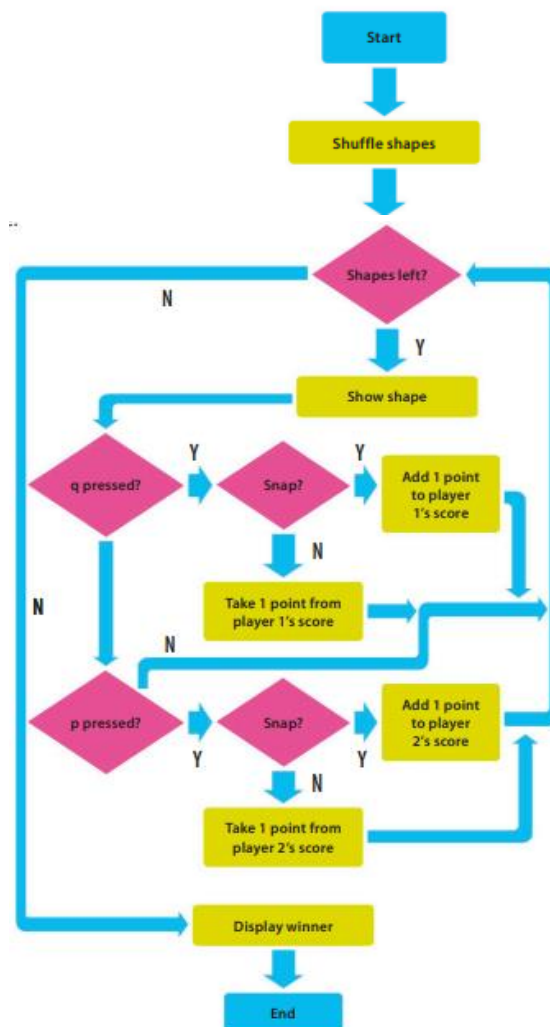 Start
Shuffle shapes
Shapes left?
N
Y
Show shape
q pressed?
Y
Snap?
Y
Add 1 point
to player
1's score
N
N
Take 1 point from
player 1's score
N
p pressed?
Y
Snap?
Y
Add 1 point
to player
2's score
N
Take 1 point from
player 2's score
Display winner
End